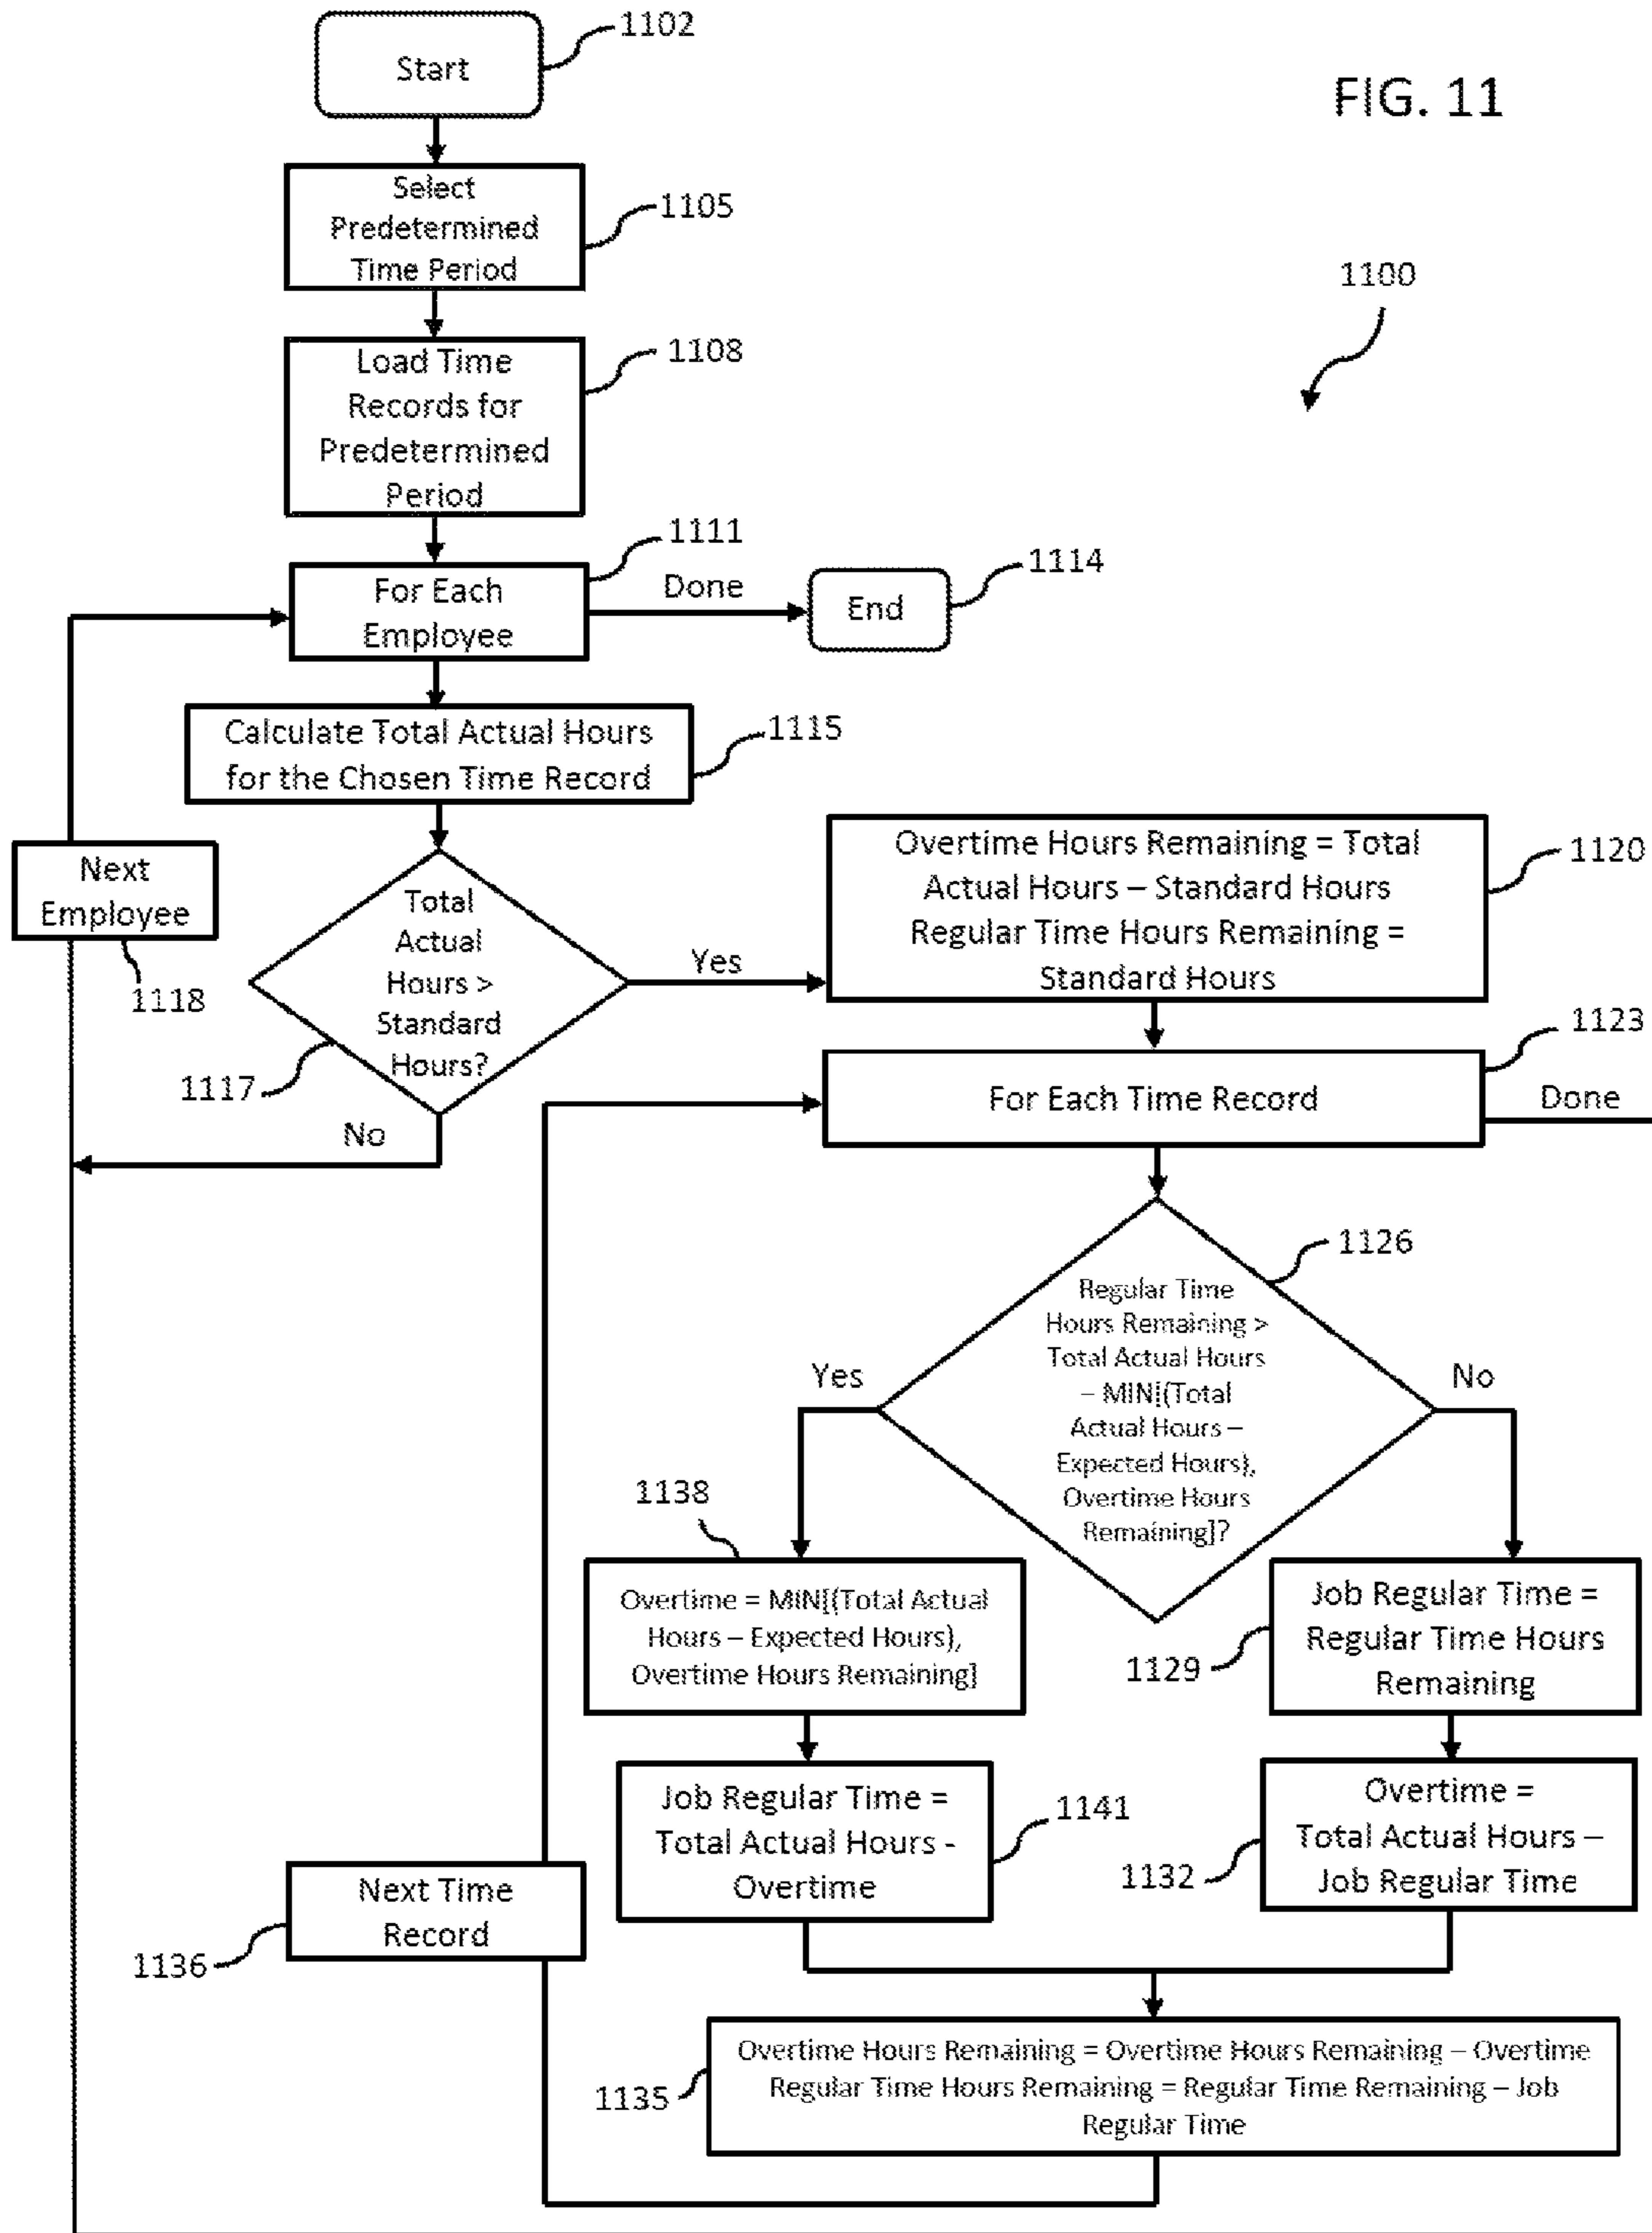 1102
Start
FIG. 11
Select
Predetermined
Time Period
1105
1100
Load Time
Records for
Predetermined
Period
1108
1111
For Each
Employee
Done
End
1114
Calculate Total Actual Hours
for the Chosen Time Record
1115
Next
Employee
1118
Total
Actual
Hours >
Standard
Hours?
1117
Yes
No
Overtime Hours Remaining = Total
Actual Hours – Standard Hours
Regular Time Hours Remaining =
Standard Hours
1120
1123
For Each Time Record
Done
1126
Regular Time
Hours Remaining >
Total Actual Hours
– MIN[(Total
Actual Hours –
Expected Hours),
Overtime Hours
Remaining]?
Yes
No
1138
Overtime = MIN[(Total Actual
Hours – Expected Hours),
Overtime Hours Remaining]
Job Regular Time =
Regular Time Hours
Remaining
1129
Job Regular Time =
Total Actual Hours -
Overtime
1141
Overtime =
Total Actual Hours –
Job Regular Time
1132
Next Time
Record
1136
Overtime Hours Remaining = Overtime Hours Remaining – Overtime
Regular Time Hours Remaining = Regular Time Remaining – Job
Regular Time
1135